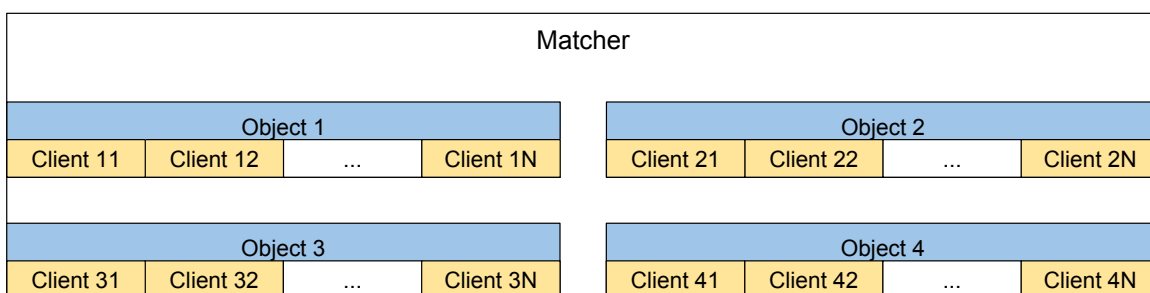 Matcher
Object 1
Client 11 Client 12 ... Client 1N
Object 2
Client 21 Client 22 ... Client 2N
Object 3
Client 31 Client 32 ... Client 3N
Object 4
Client 41 Client 42 ... Client 4N